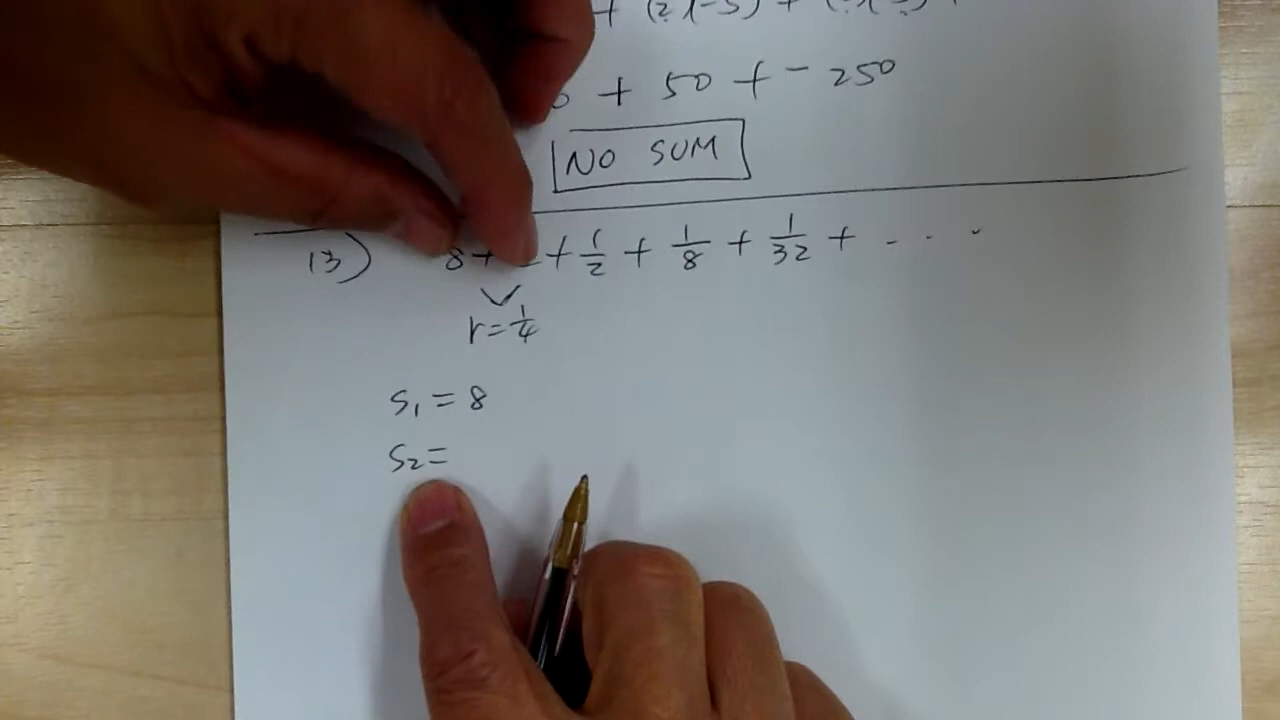 + 50 + - 250
NO SUM
13) 8 + + 1/2 + 1/8 + 1/32 + . . .
r = 1/4
S₁ = 8
S₂ =